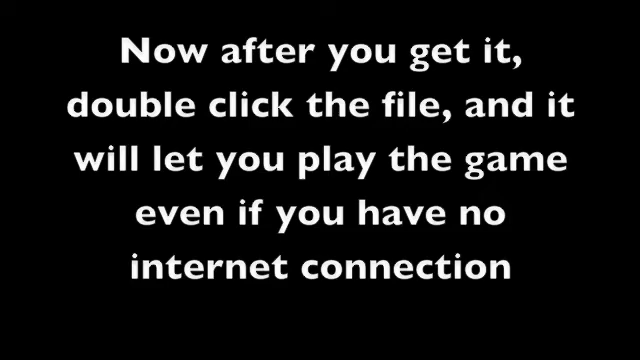 Now after you get it,
double click the file, and it
will let you play the game
even if you have no
internet connection